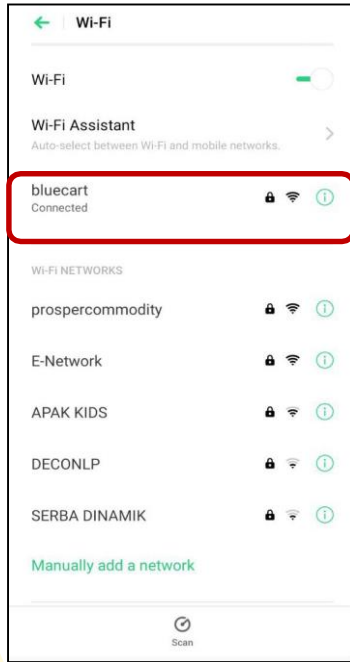 Wi-Fi
Wi-Fi
Wi-Fi Assistant
Auto-select between Wi-Fi and mobile networks.
bluecart
Connected
Wi-Fi NETWORKS
prospercommodity
E-Network
APAK KIDS
DECONLP
SERBA DINAMIK
Manually add a network
Scan